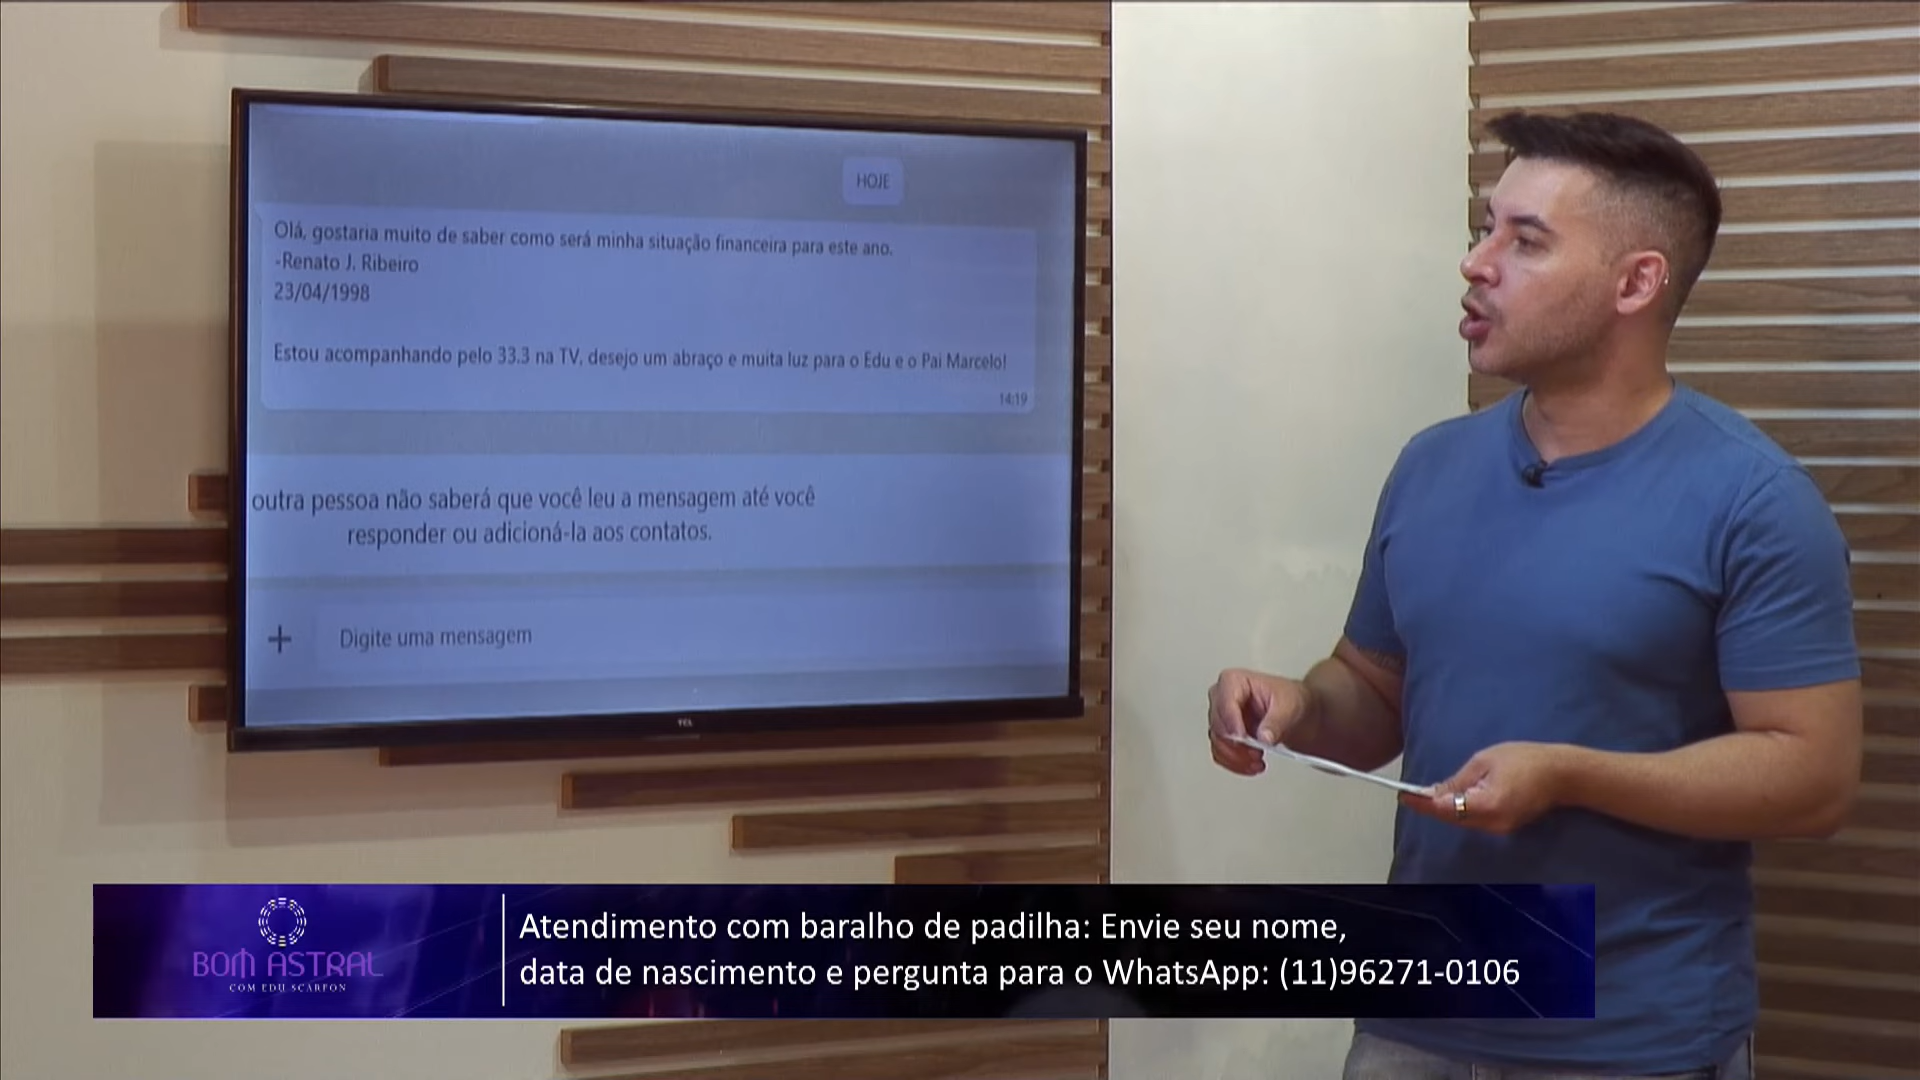 HOJE
Olá, gostaria muito de saber como será minha situação financeira para este ano.
-Renato J. Ribeiro
23/04/1998
Estou acompanhando pelo 33.3 na TV, desejo um abraço e muita luz para o Edu e o Pai Marcelo!
14:19
outra pessoa não saberá que você leu a mensagem até você
responder ou adicioná-la aos contatos.
+ Digite uma mensagem
TCL
BOM ASTRAL
COM EDU SCARFON
Atendimento com baralho de padilha: Envie seu nome,
data de nascimento e pergunta para o WhatsApp: (11)96271-0106